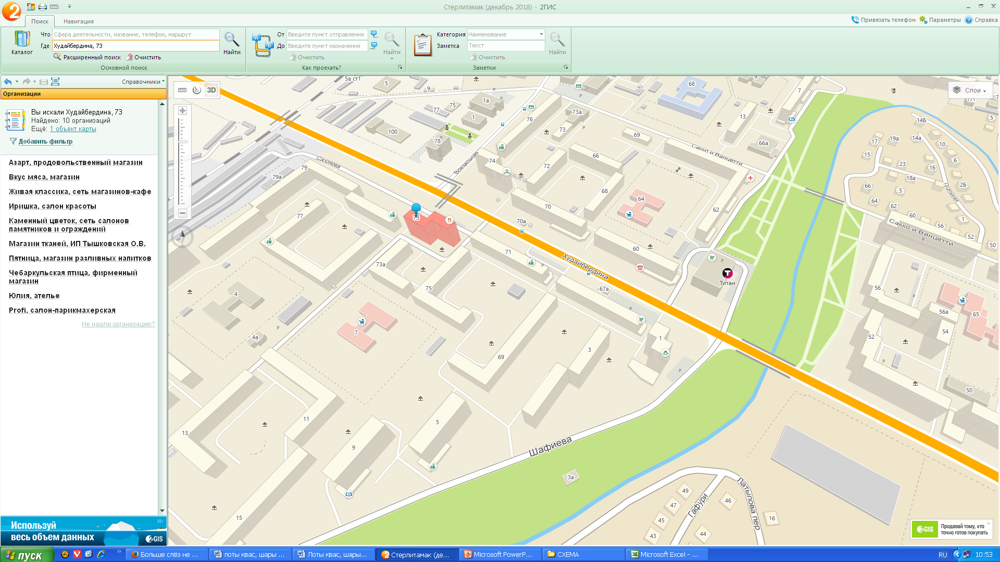 Стерлитамак (декабрь 2018) - 2ГИС
Поиск
Навигация
Привязать телефон
Параметры
Справка
Каталог
Что
Сфера деятельности, название, телефон, маршрут
Где
Худайбердина, 73
Расширенный поиск
Очистить
Найти
Основной поиск
От
Введите пункт отправления
До
Введите пункт назначения
Очистить
Найти
Как проехать?
Категория
Наименование
Заметка
Текст
Очистить
Найти
Заметки
Справочники
Организации
Вы искали Худайбердина, 73
Найдено: 10 организаций
Ещё: 1 объект карты
Добавить фильтр
Азарт, продовольственный магазин
Вкус мяса, магазин
Живая классика, сеть магазинов-кафе
Иришка, салон красоты
Каменный цветок, сеть салонов
памятников и ограждений
Магазин тканей, ИП Тышковская О.В.
Пятница, магазин разливных напитков
Чебаркульская птица, фирменный
магазин
Юлия, ателье
Profi, салон-парикмахерская
Не нашли организацию?
Используй
весь объем данных
18+
2GIS
3D
Слои
5а ст1
5
9
68
7
1а
75
77
1
76
73а
73
13
14Б
5
100
78
69
66а
17
19а
14а
10
15
6
Сазонова
Вокзальная
Сакко и Ванцетти
79
79а
74
72
66
23
16
18а
2Б
68
64
66
5
64
62
77
73
70
70а
62
60
56
1
Сакко и Ванцетти
52
50
73а
71
60
Худайбердина
Титан
75
67а
56
4
56а
65
7
4а
54
52
1
3
69
50
11
13
5
9
Шафиева
3а
15
Латыпова пер
Гафури
49
47
46
45
43
44
16
2GIS
Продавай тому, кто
точно готов покупать
пуск
Больше слёз не ...
лоты квас, шары ...
Лоты квас, шары...
Стерлитамак (де...
Microsoft PowerP...
СХЕМА
Microsoft Excel - ...
RU
10:53